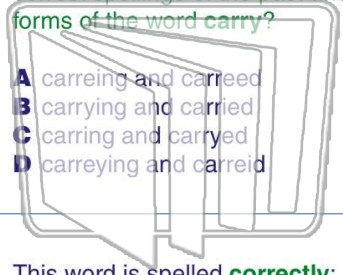 forms of the word carry?
A carreing and carreed
B carrying and carried
C carring and carryed
D carreying and carreid
This word is spelled correctly: